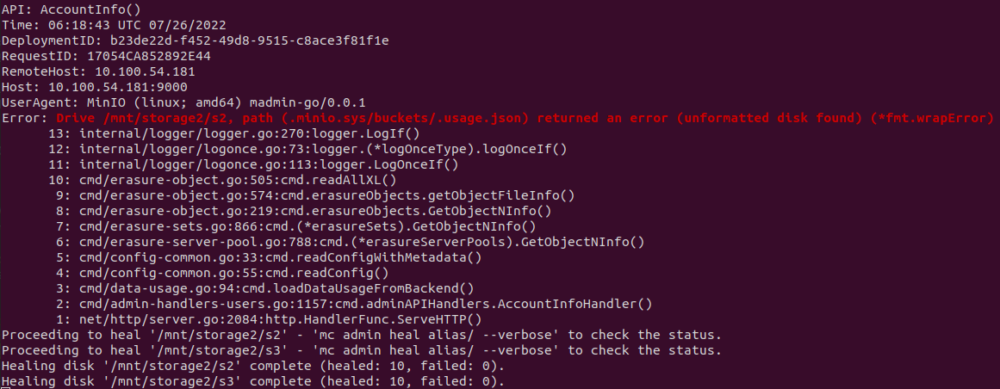 API: AccountInfo()
Time: 06:18:43 UTC 07/26/2022
DeploymentID: b23de22d-f452-49d8-9515-c8ace3f81f1e
RequestID: 17054CA852892E44
RemoteHost: 10.100.54.181
Host: 10.100.54.181:9000
UserAgent: MinIO (linux; amd64) madmin-go/0.0.1
Error: Drive /mnt/storage2/s2, path (.minio.sys/buckets/.usage.json) returned an error (unformatted disk found) (*fmt.wrapError)
13: internal/logger/logger.go:270:logger.LogIf()
12: internal/logger/logonce.go:73:logger.(*logOnceType).logOnceIf()
11: internal/logger/logonce.go:113:logger.LogOnceIf()
10: cmd/erasure-object.go:505:cmd.readAllXL()
9: cmd/erasure-object.go:574:cmd.erasureObjects.getObjectFileInfo()
8: cmd/erasure-object.go:219:cmd.erasureObjects.GetObjectNInfo()
7: cmd/erasure-sets.go:866:cmd.(*erasureSets).GetObjectNInfo()
6: cmd/erasure-server-pool.go:788:cmd.(*erasureServerPools).GetObjectNInfo()
5: cmd/config-common.go:33:cmd.readConfigWithMetadata()
4: cmd/config-common.go:55:cmd.readConfig()
3: cmd/data-usage.go:94:cmd.loadDataUsageFromBackend()
2: cmd/admin-handlers-users.go:1157:cmd.adminAPIHandlers.AccountInfoHandler()
1: net/http/server.go:2084:http.HandlerFunc.ServeHTTP()
Proceeding to heal '/mnt/storage2/s2' - 'mc admin heal alias/ --verbose' to check the status.
Proceeding to heal '/mnt/storage2/s3' - 'mc admin heal alias/ --verbose' to check the status.
Healing disk '/mnt/storage2/s2' complete (healed: 10, failed: 0).
Healing disk '/mnt/storage2/s3' complete (healed: 10, failed: 0).